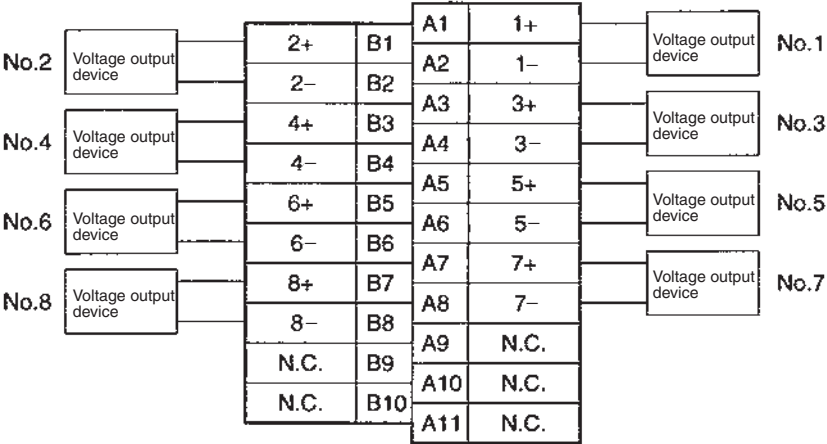 A1 1+
No.1
Voltage output
device
2+ B1
No.2
Voltage output
device
A2 1−
2− B2
A3 3+
No.3
Voltage output
device
4+ B3
No.4
Voltage output
device
A4 3−
4− B4
A5 5+
No.5
Voltage output
device
6+ B5
No.6
Voltage output
device
A6 5−
6− B6
A7 7+
No.7
Voltage output
device
8+ B7
No.8
Voltage output
device
A8 7−
8− B8
A9 N.C.
N.C. B9
A10 N.C.
N.C. B10
A11 N.C.